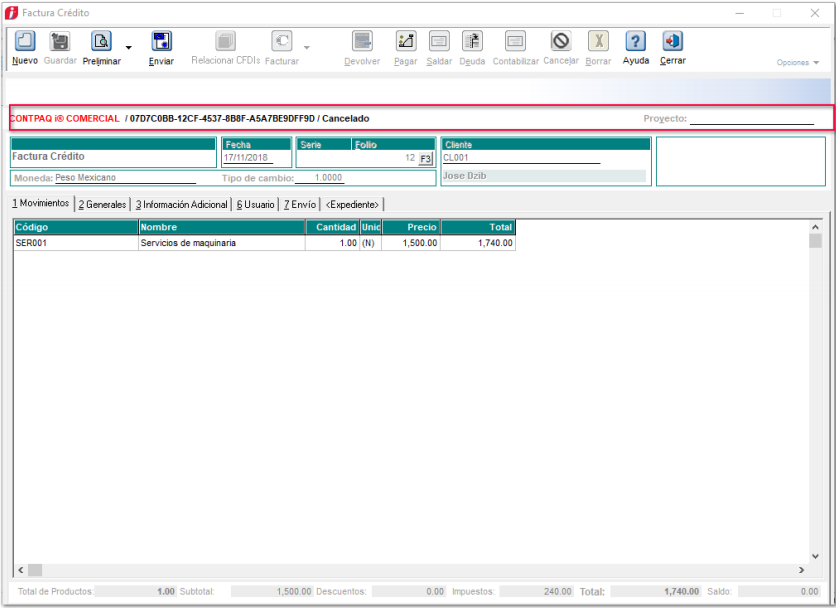 Factura Crédito
Nuevo Guardar Preliminar Enviar Relacionar CFDIs Facturar Devolver Pagar Saldar Deuda Contabilizar Cancelar Borrar Ayuda Cerrar Opciones
CONTPAQ i® COMERCIAL / 07D7C0BB-12CF-4537-8B8F-A5A7BE9DFF9D / Cancelado Proyecto:
Fecha Serie Folio Cliente
Factura Crédito 17/11/2018 12 F3 CL001
Moneda: Peso Mexicano Tipo de cambio: 1.0000 Jose Dzib
1 Movimientos 2 Generales 3 Información Adicional 6 Usuario 7 Envío <Expediente>
Código Nombre Cantidad Unid Precio Total
SER001 Servicios de maquinaria 1.00 (N) 1,500.00 1,740.00
Total de Productos: 1.00 Subtotal: 1,500.00 Descuentos: 0.00 Impuestos: 240.00 Total: 1,740.00 Saldo: 0.00